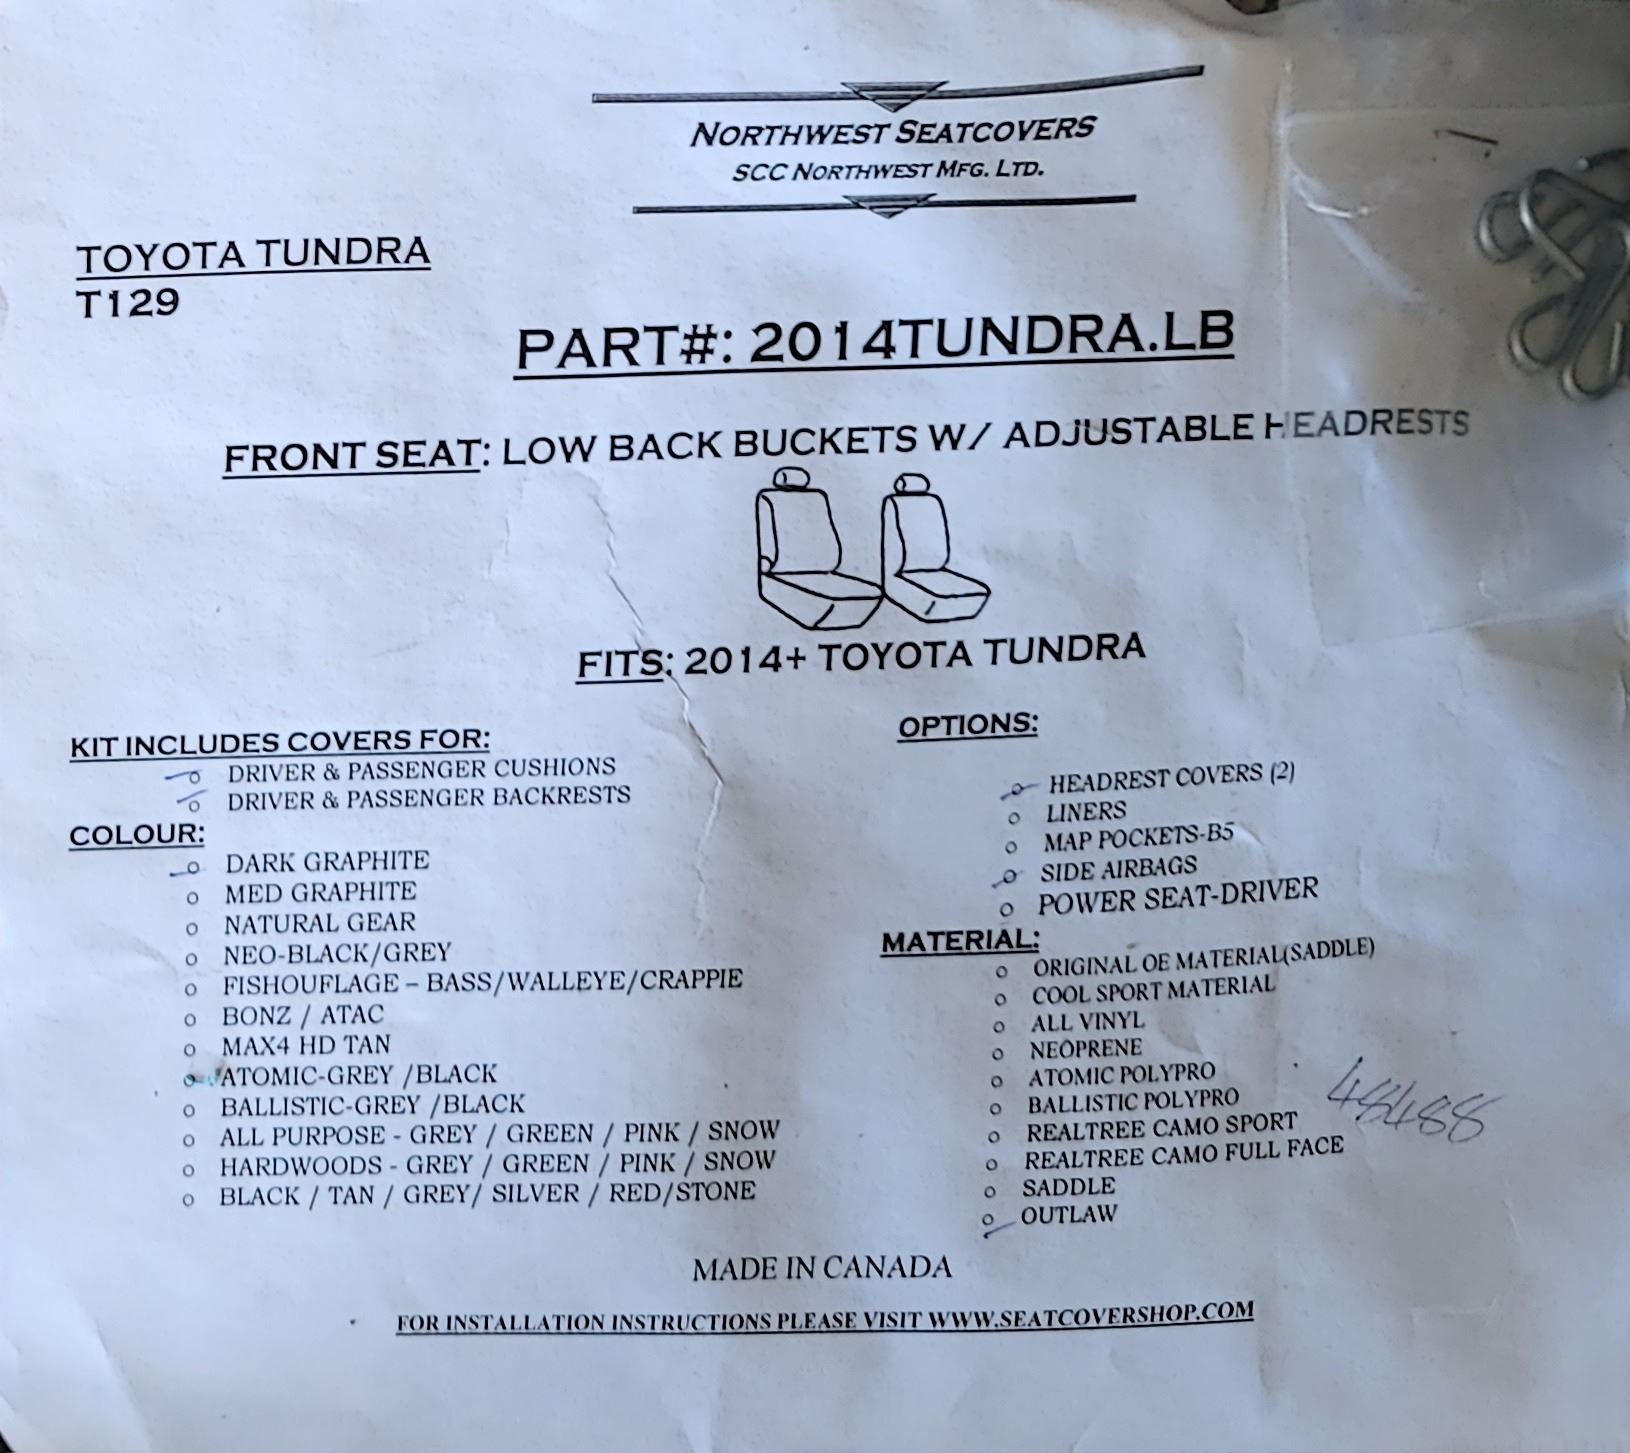 NORTHWEST SEATCOVERS
SCC NORTHWEST MFG. LTD.
TOYOTA TUNDRA
T129
PART#: 2014TUNDRA.LB
FRONT SEAT: LOW BACK BUCKETS W/ ADJUSTABLE HEADRESTS
FITS: 2014+ TOYOTA TUNDRA
KIT INCLUDES COVERS FOR:
DRIVER & PASSENGER CUSHIONS
DRIVER & PASSENGER BACKRESTS
COLOUR:
DARK GRAPHITE
MED GRAPHITE
NATURAL GEAR
NEO-BLACK/GREY
FISHOUFLAGE – BASS/WALLEYE/CRAPPIE
BONZ / ATAC
MAX4 HD TAN
ATOMIC-GREY /BLACK
BALLISTIC-GREY /BLACK
ALL PURPOSE - GREY / GREEN / PINK / SNOW
HARDWOODS - GREY / GREEN / PINK / SNOW
BLACK / TAN / GREY/ SILVER / RED/STONE
OPTIONS:
HEADREST COVERS (2)
LINERS
MAP POCKETS-B5
SIDE AIRBAGS
POWER SEAT-DRIVER
MATERIAL:
ORIGINAL OE MATERIAL(SADDLE)
COOL SPORT MATERIAL
ALL VINYL
NEOPRENE
ATOMIC POLYPRO
BALLISTIC POLYPRO
REALTREE CAMO SPORT
REALTREE CAMO FULL FACE
SADDLE
OUTLAW
MADE IN CANADA
FOR INSTALLATION INSTRUCTIONS PLEASE VISIT WWW.SEATCOVERSHOP.COM